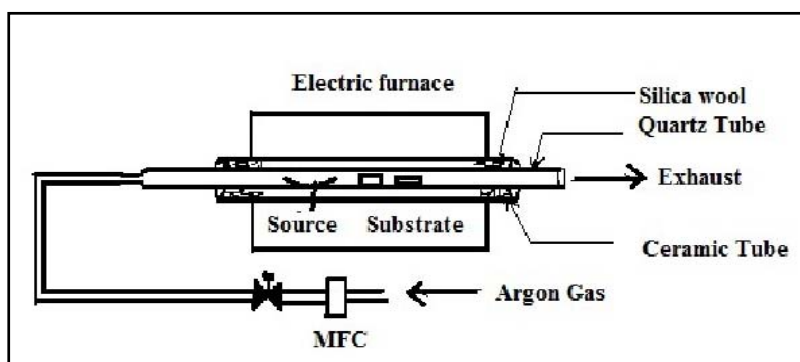 Electric furnace
Silica wool
Quartz Tube
Exhaust
Source
Substrate
Ceramic Tube
Argon Gas
MFC